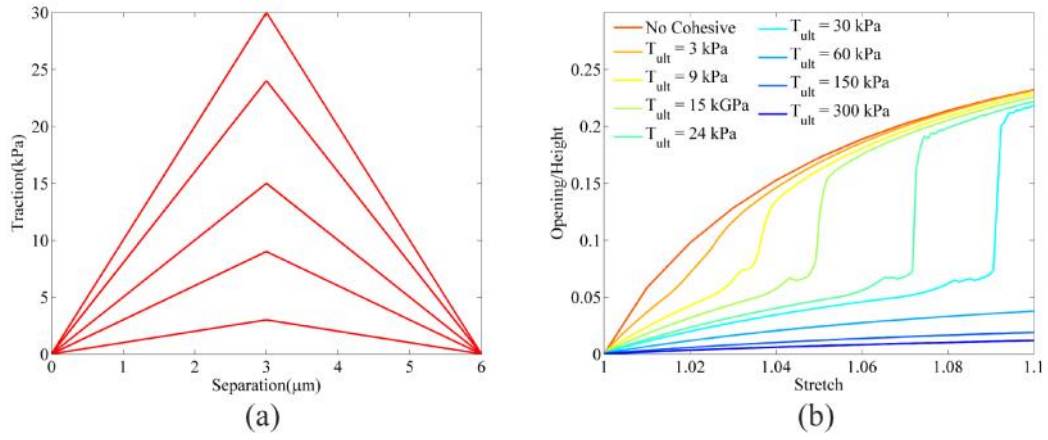 30
25
20
15
10
5
0
Traction(kPa)
0 1 2 3 4 5 6
Separation(μm)
(a)
No Cohesive
T_ult = 3 kPa
T_ult = 9 kPa
T_ult = 15 kGPa
T_ult = 24 kPa
T_ult = 30 kPa
T_ult = 60 kPa
T_ult = 150 kPa
T_ult = 300 kPa
0.25
0.2
0.15
0.1
0.05
0
Opening/Height
1 1.02 1.04 1.06 1.08 1.1
Stretch
(b)